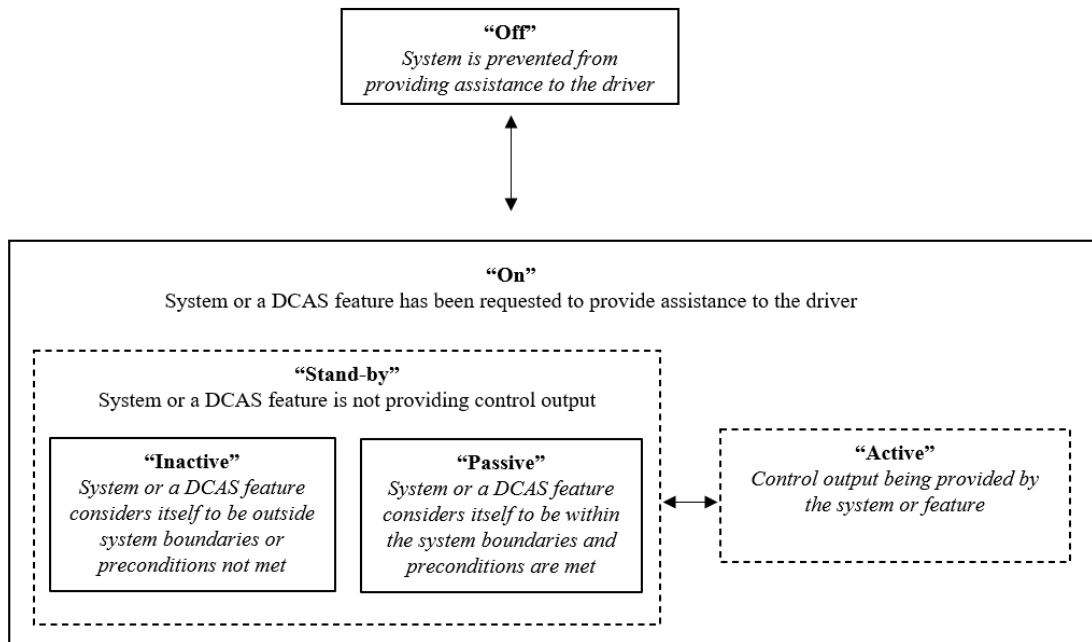 “Off”
System is prevented from
providing assistance to the driver
“On”
System or a DCAS feature has been requested to provide assistance to the driver
“Stand-by”
System or a DCAS feature is not providing control output
“Inactive”
System or a DCAS feature
considers itself to be outside
system boundaries or
preconditions not met
“Passive”
System or a DCAS feature
considers itself to be within
the system boundaries and
preconditions are met
“Active”
Control output being provided by
the system or feature